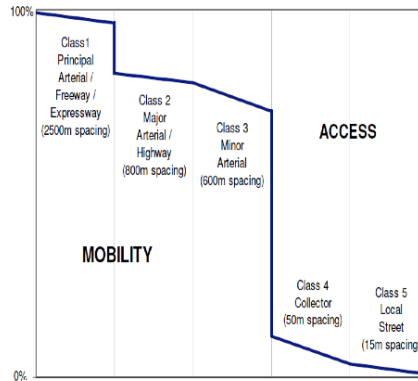 100%
Class1
Principal
Arterial /
Freeway /
Expressway
(2500m spacing)
Class 2
Major
Arterial /
Highway
(800m spacing)
Class 3
Minor
Arterial
(600m spacing)
ACCESS
MOBILITY
Class 4
Collector
(50m spacing)
Class 5
Local
Street
(15m spacing
0%